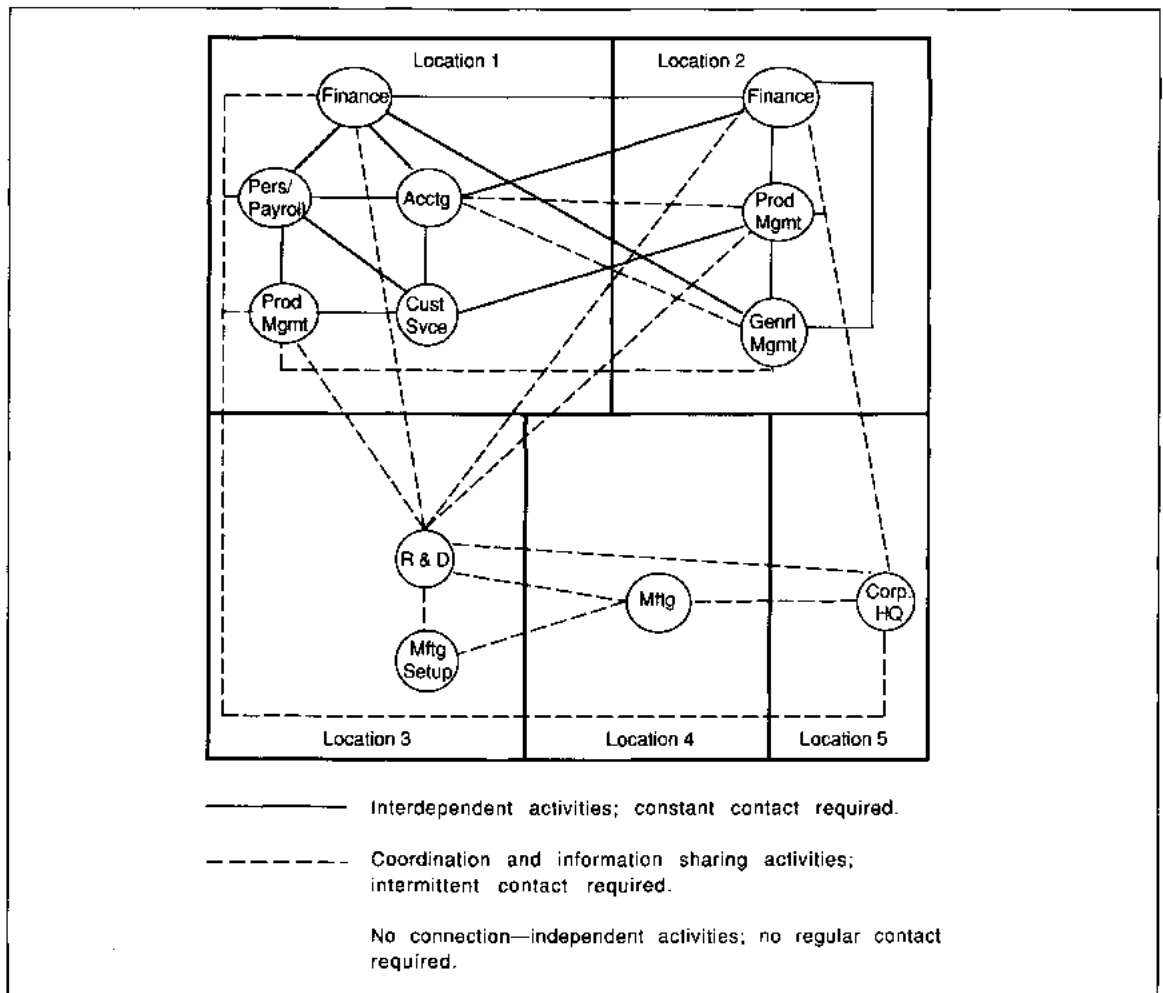 Location 1
Location 2
Finance
Finance
Pers/
Payroll
Acctg
Prod
Mgmt
Prod
Mgmt
Cust
Svce
Genrl
Mgmt
R & D
Mftg
Corp.
HQ
Mftg
Setup
Location 3
Location 4
Location 5
Interdependent activities; constant contact required.
Coordination and information sharing activities;
intermittent contact required.
No connection—independent activities; no regular contact
required.